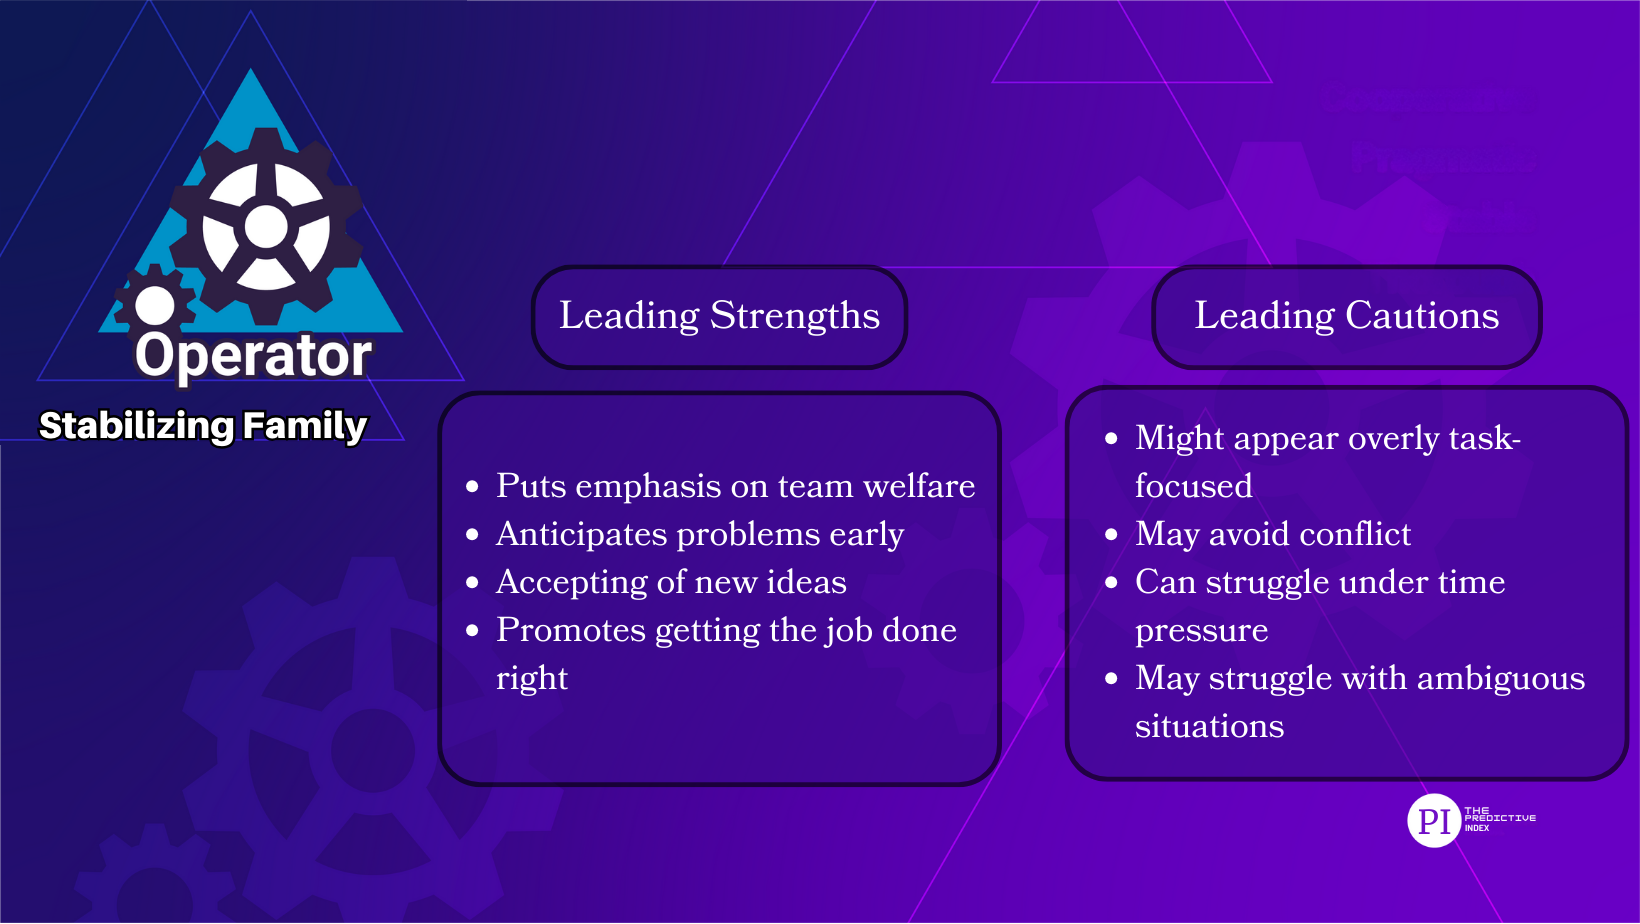 Operator
Stabilizing Family
Leading Strengths
• Puts emphasis on team welfare
• Anticipates problems early
• Accepting of new ideas
• Promotes getting the job done
right
Leading Cautions
• Might appear overly task-
focused
• May avoid conflict
• Can struggle under time
pressure
• May struggle with ambiguous
situations
PI
THE
PREDICTIVE
INDEX